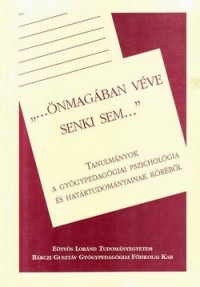 „...ÖNMAGÁBAN VÉVE
SENKI SEM..."
TANULMÁNYOK
A GYÓGYPEDAGÓGIAI PSZICHOLÓGIA
ÉS HATÁRTUDOMÁNYAINAK KÖRÉBŐL
EÖTVÖS LORÁND TUDOMÁNYEGYETEM
BÁRCZI GUSZTÁV GYÓGYPEDAGÓGIAI FŐISKOLAI KAR